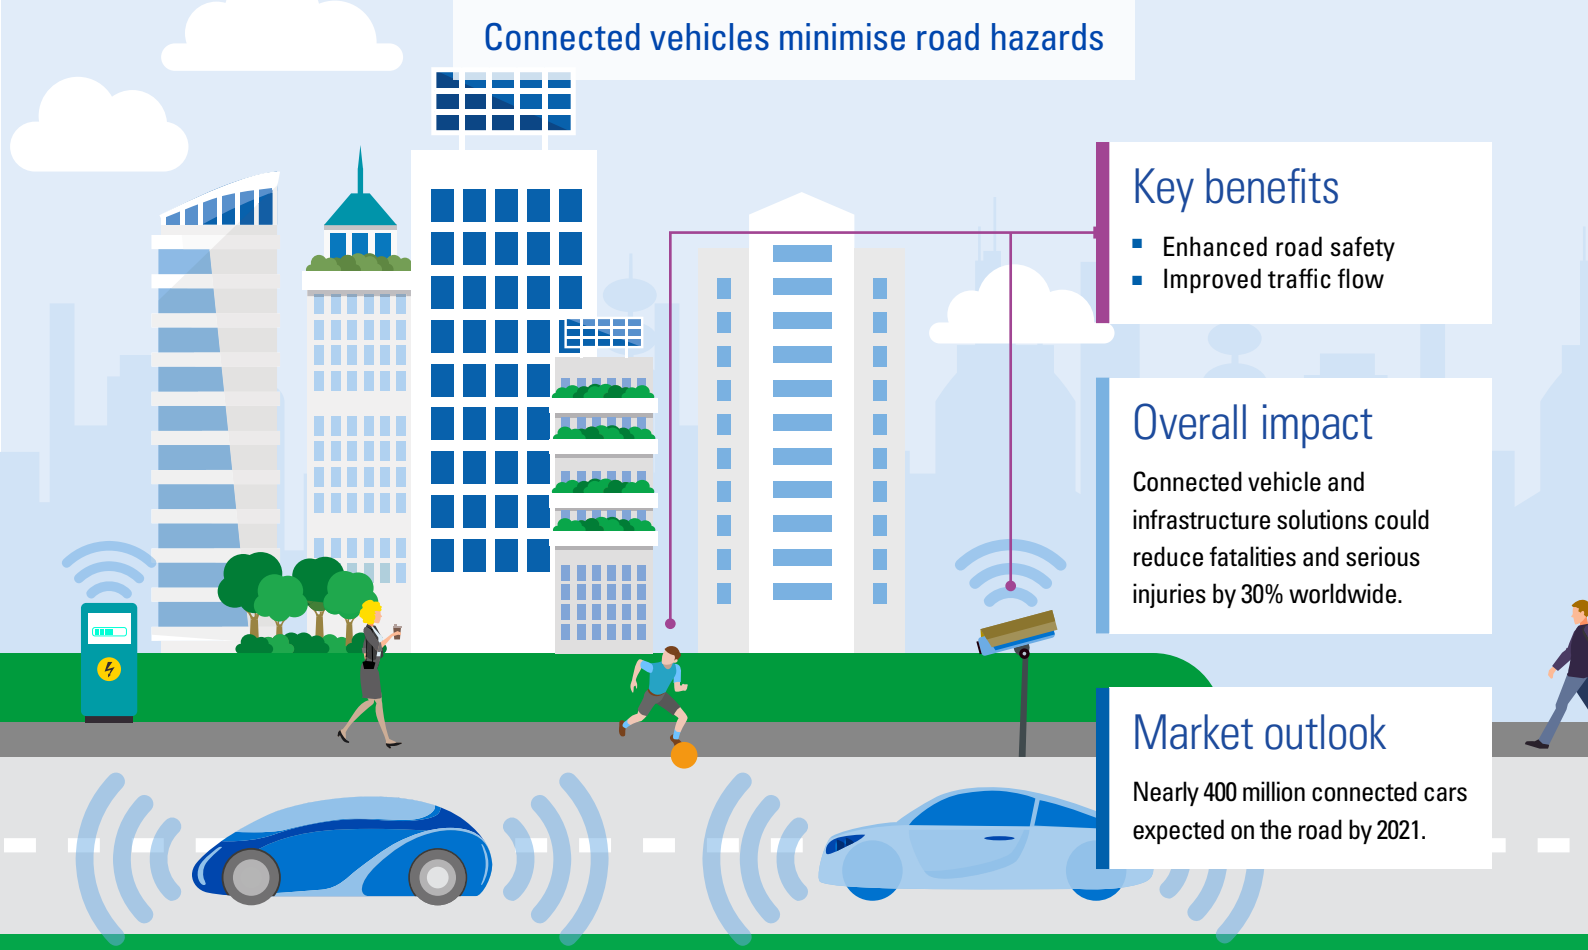 Connected vehicles minimise road hazards
Key benefits
Enhanced road safety
Improved traffic flow
Overall impact
Connected vehicle and
infrastructure solutions could
reduce fatalities and serious
injuries by 30% worldwide.
Market outlook
Nearly 400 million connected cars
expected on the road by 2021.